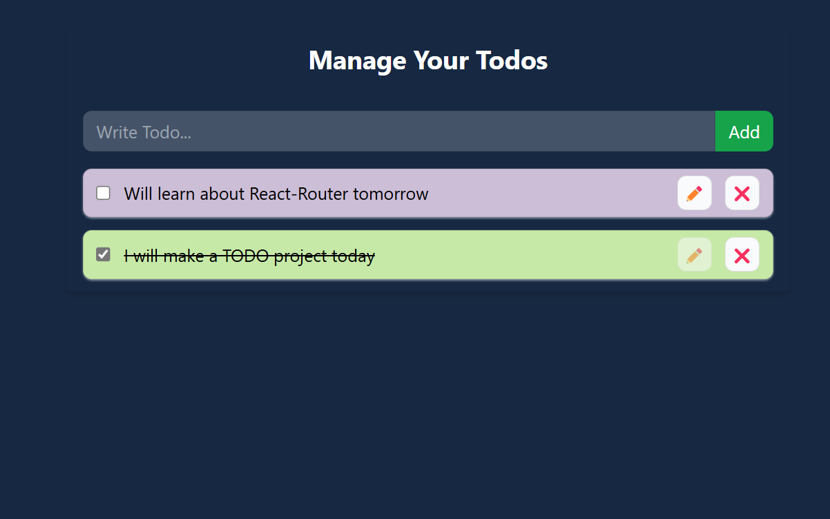 Manage Your Todos
Write Todo...
Add
Will learn about React-Router tomorrow
I will make a TODO project today